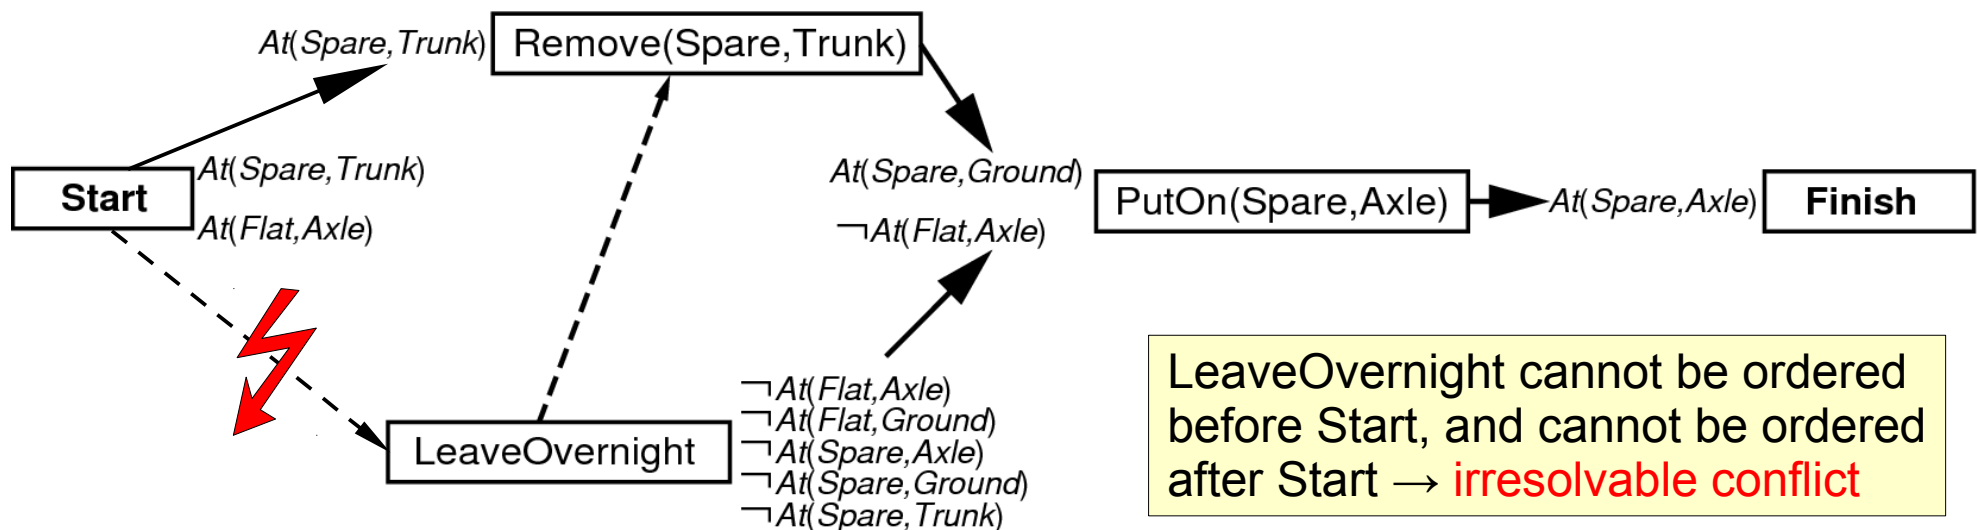 At(Spare,Trunk)
Remove(Spare,Trunk)
Start
At(Spare,Trunk)
At(Flat,Axle)
At(Spare,Ground)
¬At(Flat,Axle)
PutOn(Spare,Axle)
At(Spare,Axle)
Finish
LeaveOvernight
¬At(Flat,Axle)
¬At(Flat,Ground)
¬At(Spare,Axle)
¬At(Spare,Ground)
¬At(Spare,Trunk)
LeaveOvernight cannot be ordered
before Start, and cannot be ordered
after Start → irresolvable conflict